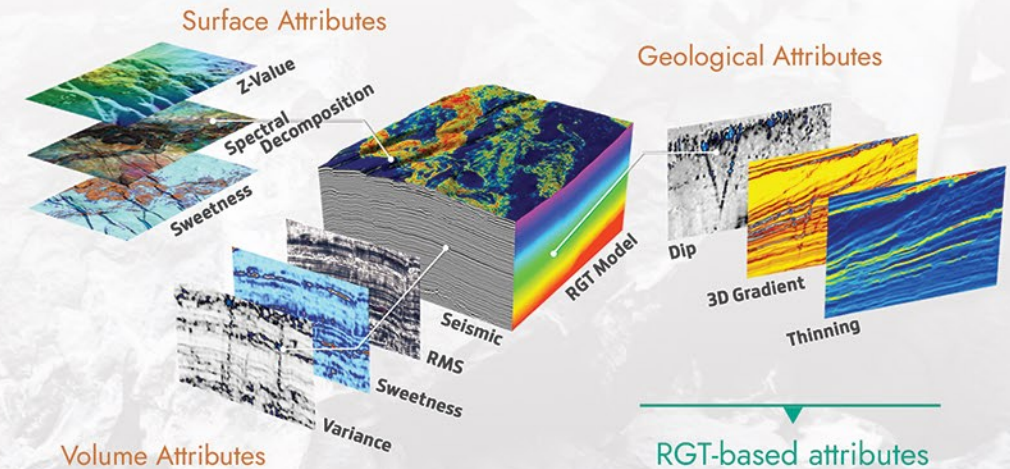 Surface Attributes
Z-Value
Spectral
Decomposition
Sweetness
Geological Attributes
Dip
3D Gradient
Thinning
RGT Model
Seismic
RMS
Sweetness
Variance
Volume Attributes
RGT-based attributes